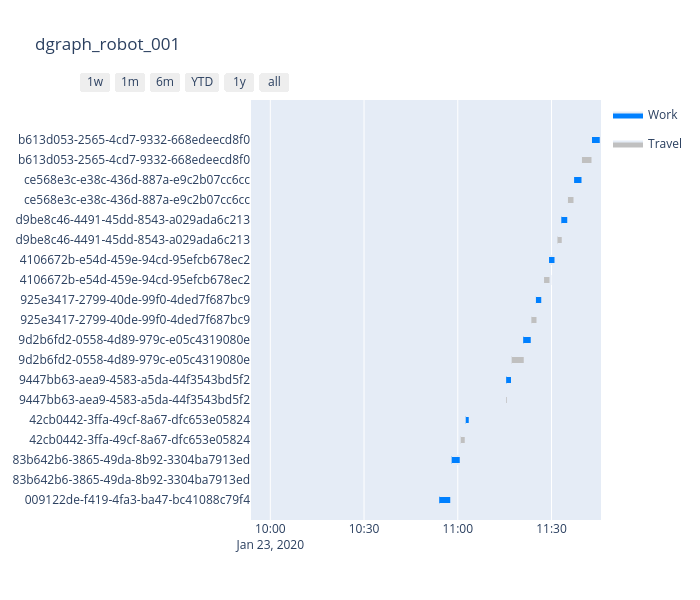 dgraph_robot_001
1w 1m 6m YTD 1y all
Work
Travel
b613d053-2565-4cd7-9332-668edeecd8f0
b613d053-2565-4cd7-9332-668edeecd8f0
ce568e3c-e38c-436d-887a-e9c2b07cc6cc
ce568e3c-e38c-436d-887a-e9c2b07cc6cc
d9be8c46-4491-45dd-8543-a029ada6c213
d9be8c46-4491-45dd-8543-a029ada6c213
4106672b-e54d-459e-94cd-95efcb678ec2
4106672b-e54d-459e-94cd-95efcb678ec2
925e3417-2799-40de-99f0-4ded7f687bc9
925e3417-2799-40de-99f0-4ded7f687bc9
9d2b6fd2-0558-4d89-979c-e05c4319080e
9d2b6fd2-0558-4d89-979c-e05c4319080e
9447bb63-aea9-4583-a5da-44f3543bd5f2
9447bb63-aea9-4583-a5da-44f3543bd5f2
42cb0442-3ffa-49cf-8a67-dfc653e05824
42cb0442-3ffa-49cf-8a67-dfc653e05824
83b642b6-3865-49da-8b92-3304ba7913ed
83b642b6-3865-49da-8b92-3304ba7913ed
009122de-f419-4fa3-ba47-bc41088c79f4
10:00 10:30 11:00 11:30
Jan 23, 2020